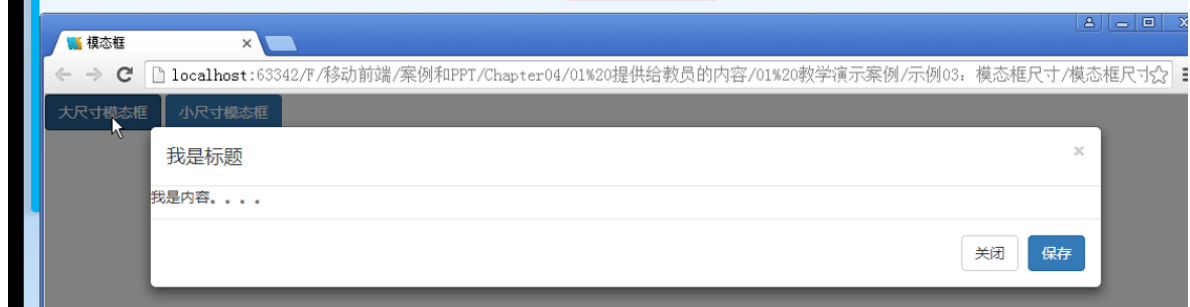 模态框
localhost:63342/F/移动前端/案例和PPT/Chapter04/01%20提供给教员的内容/01%20教学演示案例/示例03：模态框尺寸/模态框尺寸
大尺寸模态框 小尺寸模态框
我是标题 ×
我是内容。。。。
关闭 保存